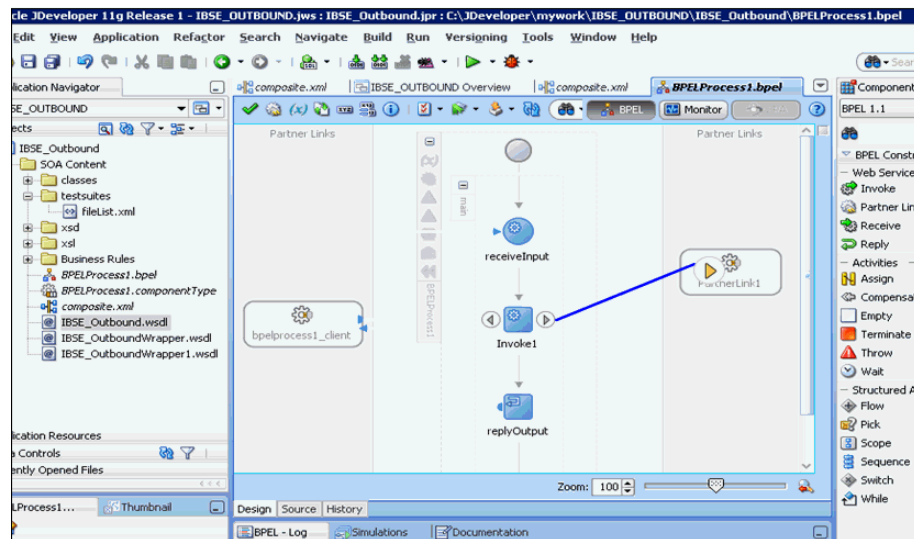 cle JDeveloper 11g Release 1 - IBSE_OUTBOUND.jws : IBSE_Outbound.jpr : C:\JDeveloper\mywork\IBSE_OUTBOUND\IBSE_Outbound\BPELProcess1.bpel
Edit View Application Refactor Search Navigate Build Run Versioning Tools Window Help
Sear
lication Navigator
composite.xml
IBSE_OUTBOUND Overview
composite.xml
BPELProcess1.bpel
Component
SE_OUTBOUND
BPEL
Monitor
BPEL 1.1
ects
IBSE_Outbound
SOA Content
classes
testsuites
fileList.xml
xsd
xsl
Business Rules
BPELProcess1.bpel
BPELProcess1.componentType
composite.xml
IBSE_Outbound.wsdl
IBSE_OutboundWrapper.wsdl
IBSE_OutboundWrapper1.wsdl
lication Resources
Controls
ently Opened Files
LProcess1...
Thumbnail
Partner Links
bpelprocess1_client
BPELProcess1
main
receiveInput
Invoke1
replyOutput
Partner Links
PartnerLink1
Zoom: 100
Design Source History
BPEL - Log
Simulations
Documentation
BPEL Constr
Web Service
Invoke
Partner Lin
Receive
Reply
Activities
Assign
Compensa
Empty
Terminate
Throw
Wait
Structured A
Flow
Pick
Scope
Sequence
Switch
While